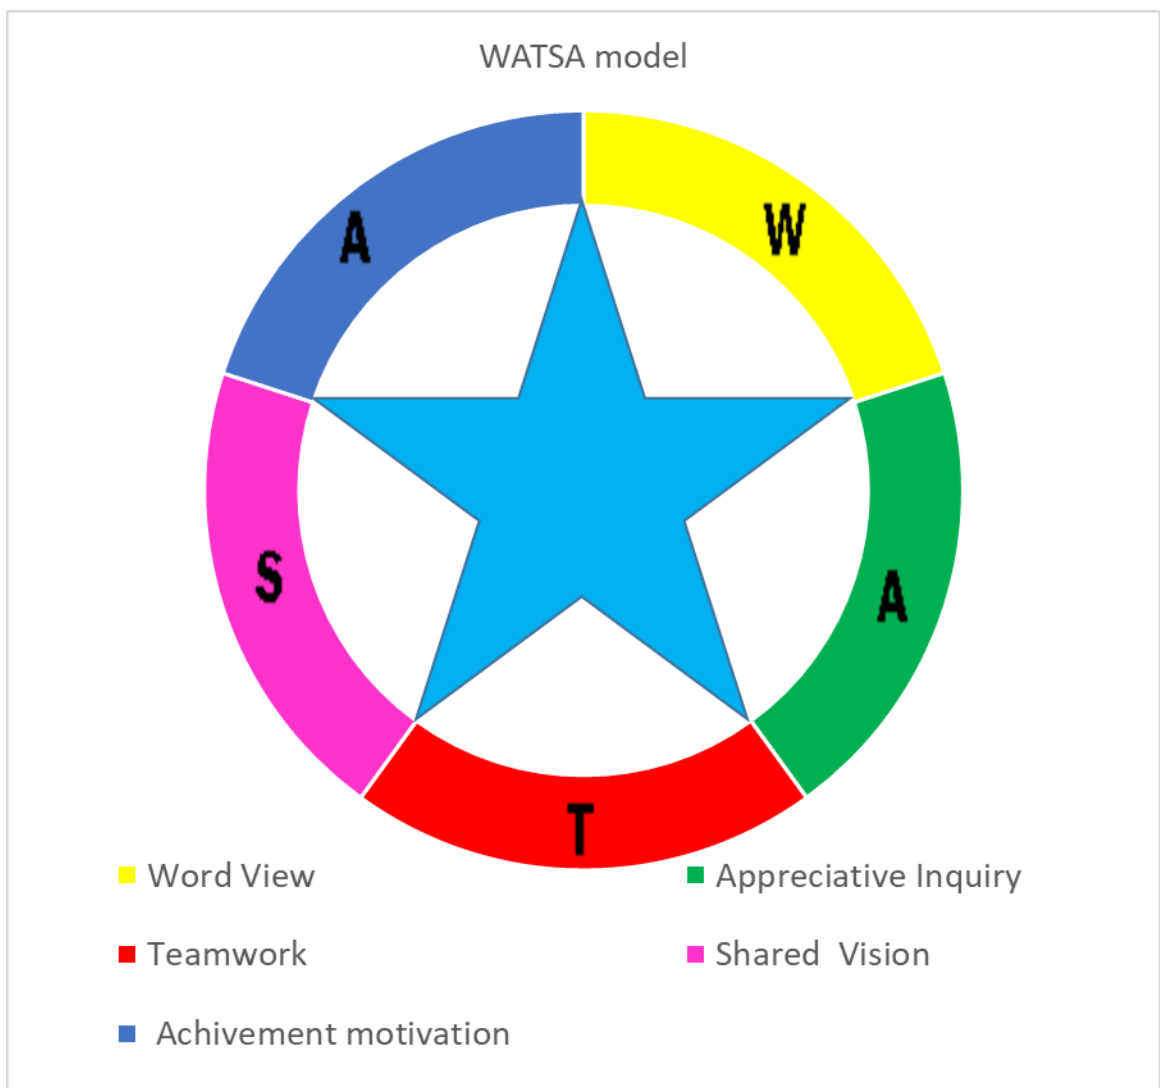 WATSA model
A
W
S
A
T
Word View
Appreciative Inquiry
Teamwork
Shared  Vision
Achivement motivation